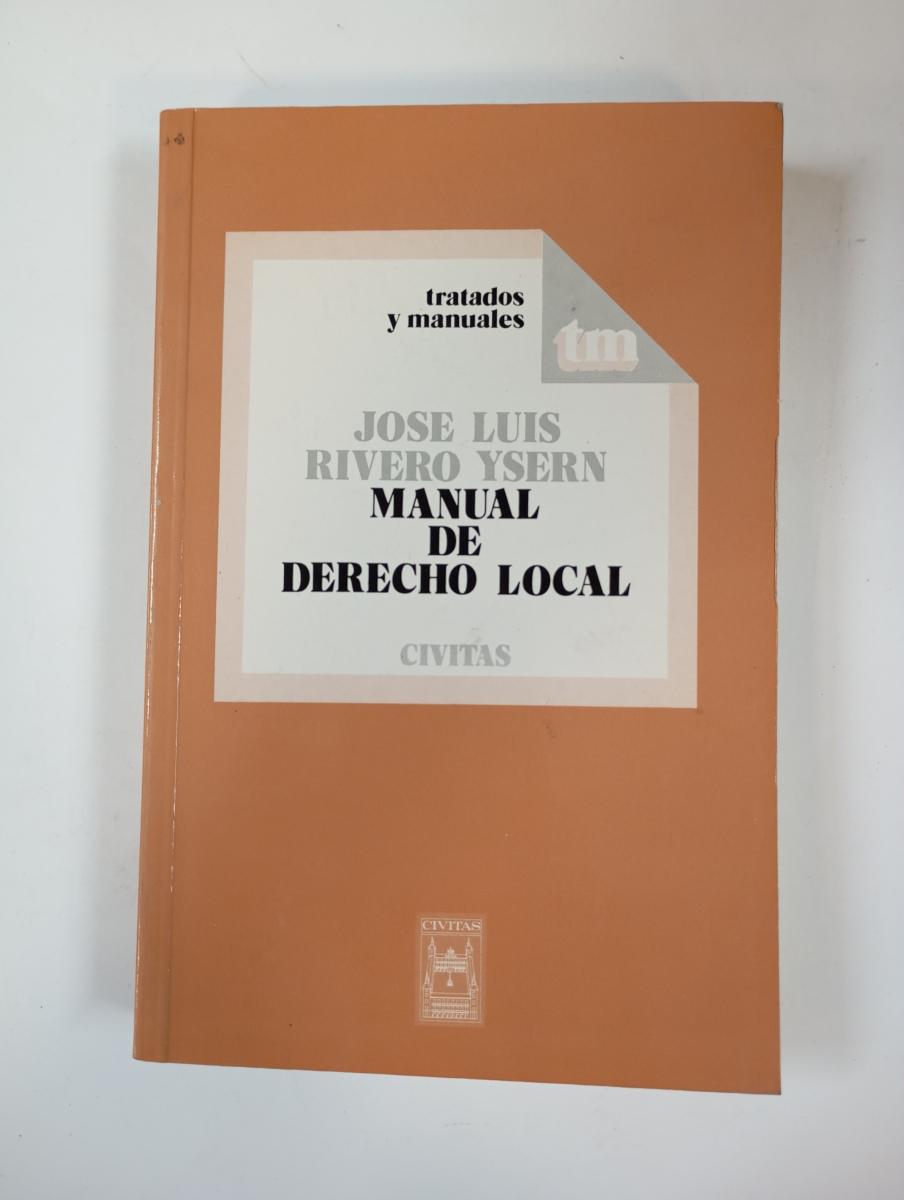 tratados
y manuales
tm
JOSE LUIS
RIVERO YSERN
MANUAL
DE
DERECHO LOCAL
CIVITAS
CIVITAS